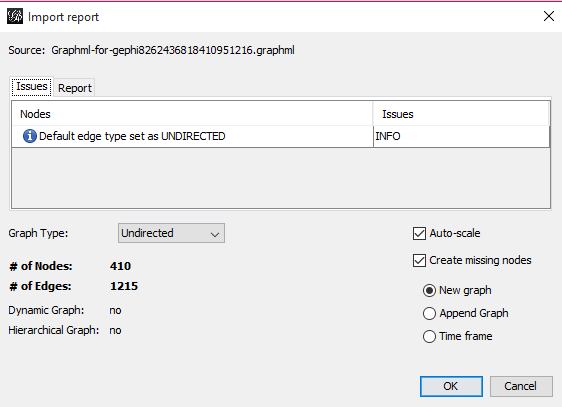 Import report
Source: Graphml-for-gephi8262436818410951216.graphml
Issues Report
Nodes Issues
Default edge type set as UNDIRECTED INFO
Graph Type: Undirected
# of Nodes: 410
# of Edges: 1215
Dynamic Graph: no
Hierarchical Graph: no
Auto-scale
Create missing nodes
New graph
Append Graph
Time frame
OK Cancel